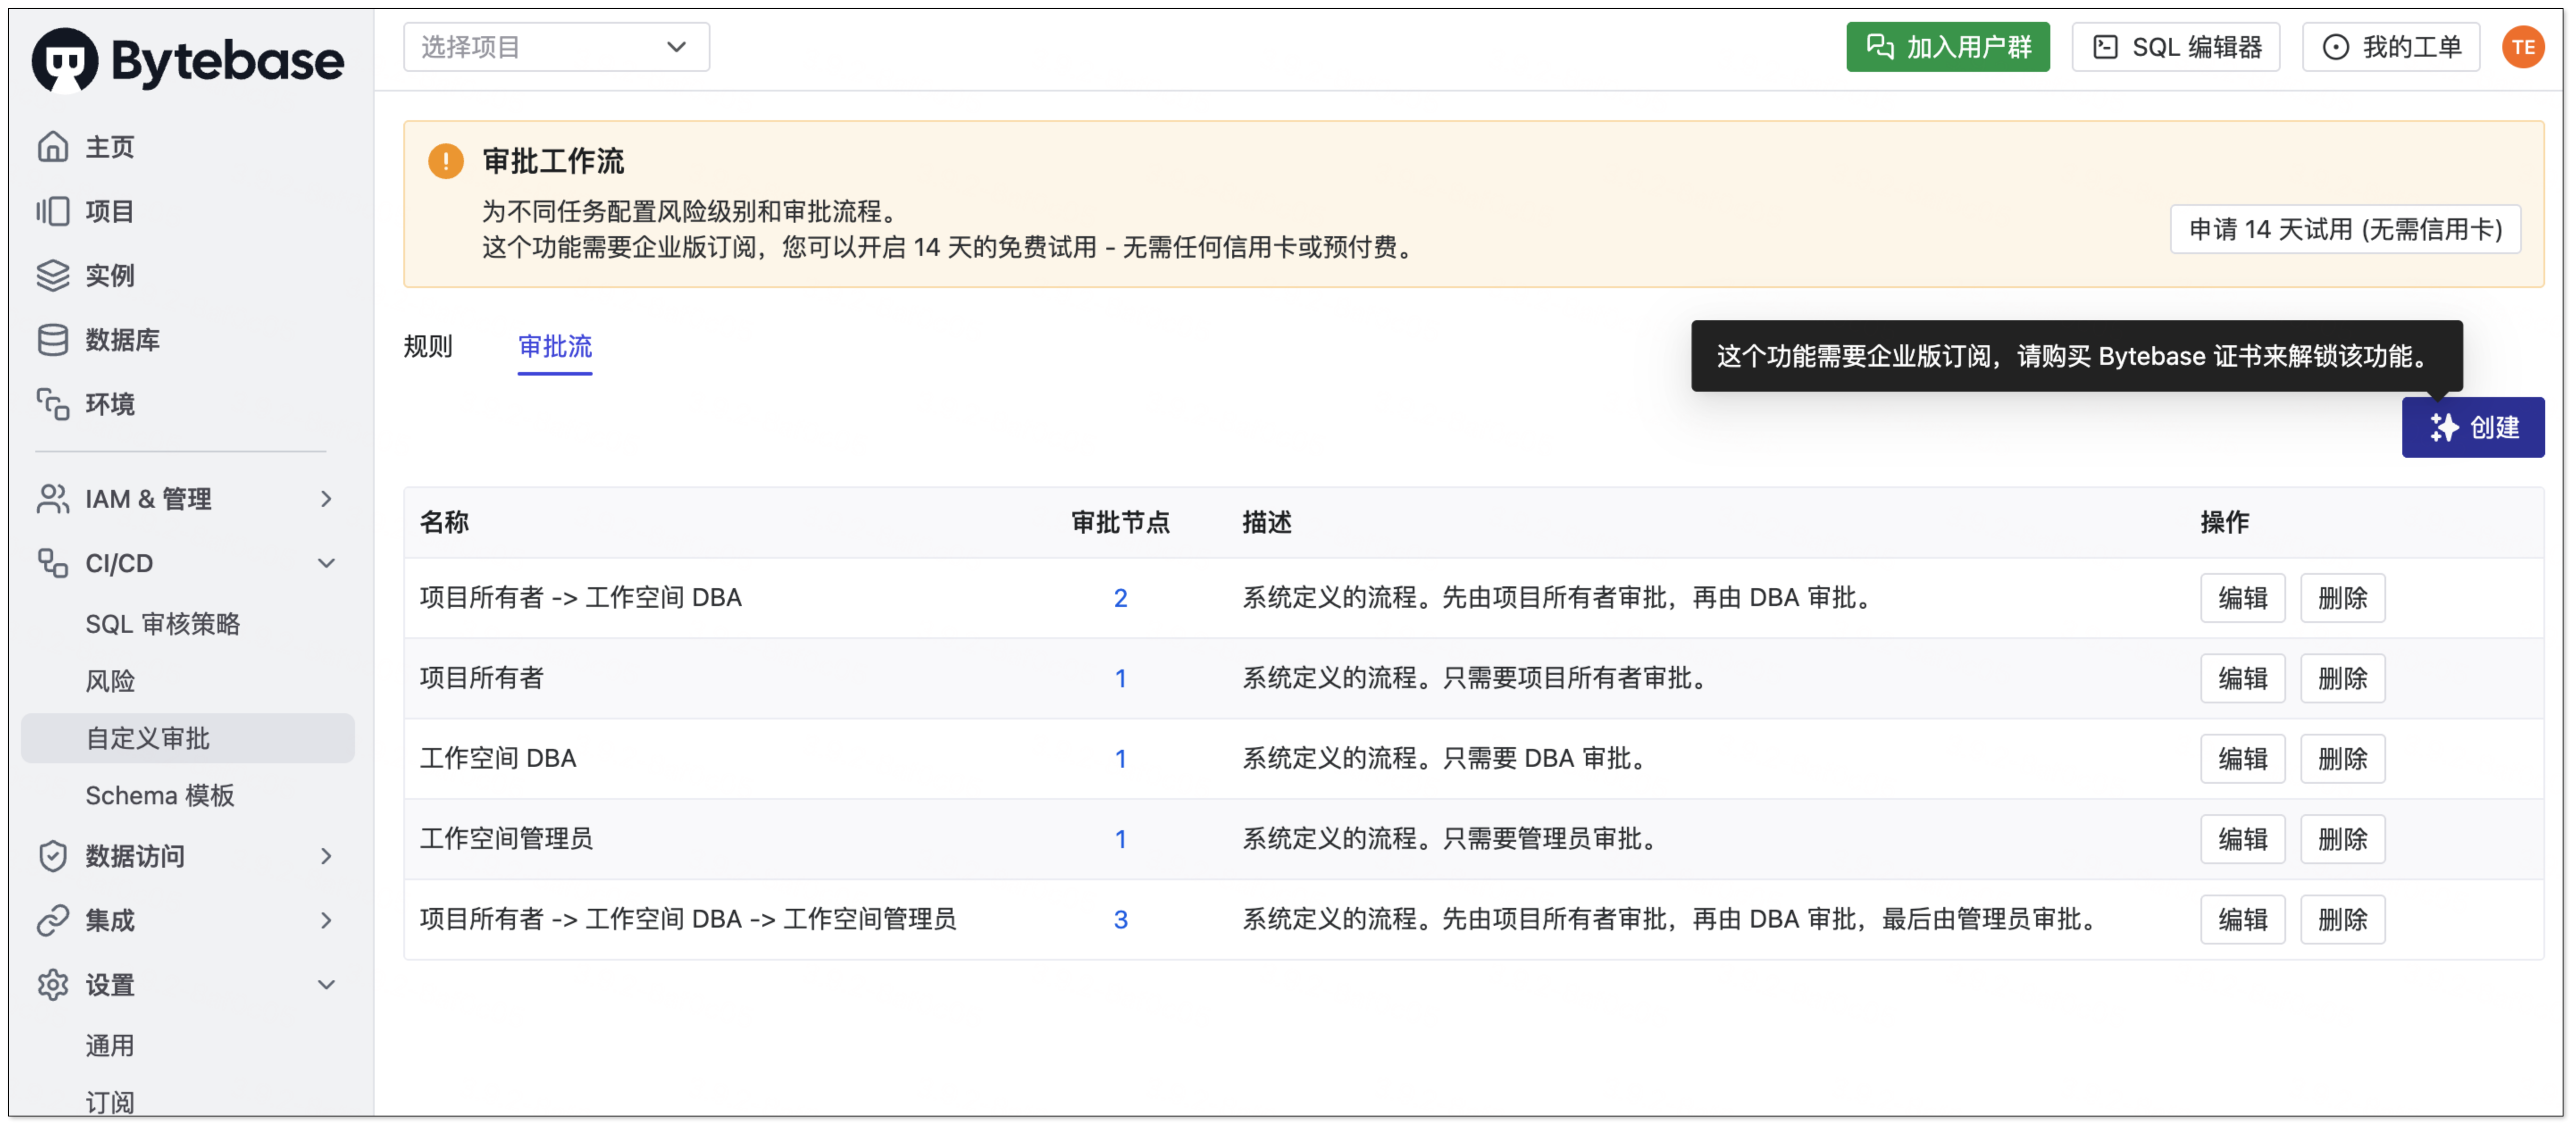 Bytebase
选择项目
加入用户群
SQL 编辑器
我的工单
TE
主页
项目
实例
数据库
环境
IAM & 管理
CI/CD
SQL 审核策略
风险
自定义审批
Schema 模板
数据访问
集成
设置
通用
订阅
审批工作流
为不同任务配置风险级别和审批流程。
这个功能需要企业版订阅，您可以开启 14 天的免费试用 - 无需任何信用卡或预付费。
申请 14 天试用 (无需信用卡)
规则 审批流
这个功能需要企业版订阅，请购买 Bytebase 证书来解锁该功能。
创建
名称 审批节点 描述 操作
项目所有者 -> 工作空间 DBA 2 系统定义的流程。先由项目所有者审批，再由 DBA 审批。 编辑 删除
项目所有者 1 系统定义的流程。只需要项目所有者审批。 编辑 删除
工作空间 DBA 1 系统定义的流程。只需要 DBA 审批。 编辑 删除
工作空间管理员 1 系统定义的流程。只需要管理员审批。 编辑 删除
项目所有者 -> 工作空间 DBA -> 工作空间管理员 3 系统定义的流程。先由项目所有者审批，再由 DBA 审批，最后由管理员审批。 编辑 删除